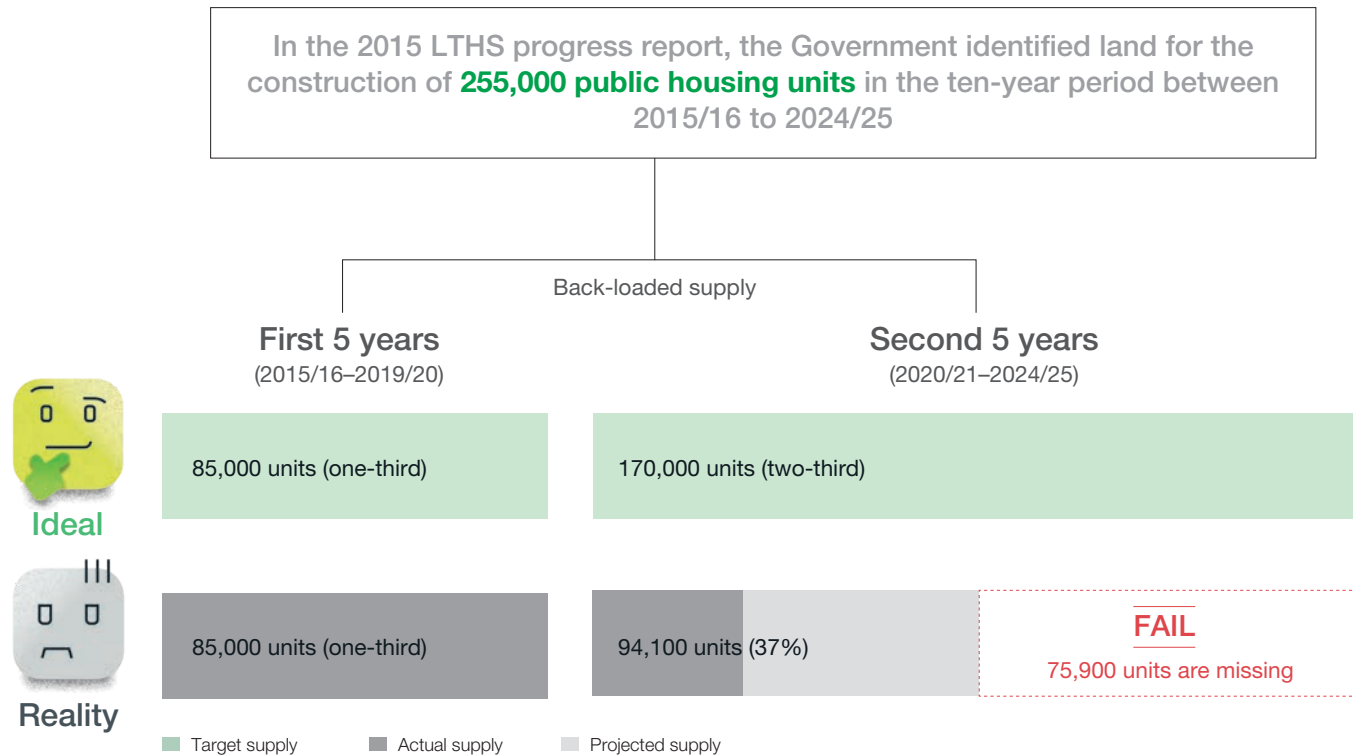 In the 2015 LTHS progress report, the Government identified land for the
construction of 255,000 public housing units in the ten-year period between
2015/16 to 2024/25
Back-loaded supply
First 5 years
(2015/16–2019/20)
Second 5 years
(2020/21–2024/25)
85,000 units (one-third)
170,000 units (two-third)
Ideal
85,000 units (one-third)
94,100 units (37%)
FAIL
75,900 units are missing
Reality
Target supply
Actual supply
Projected supply